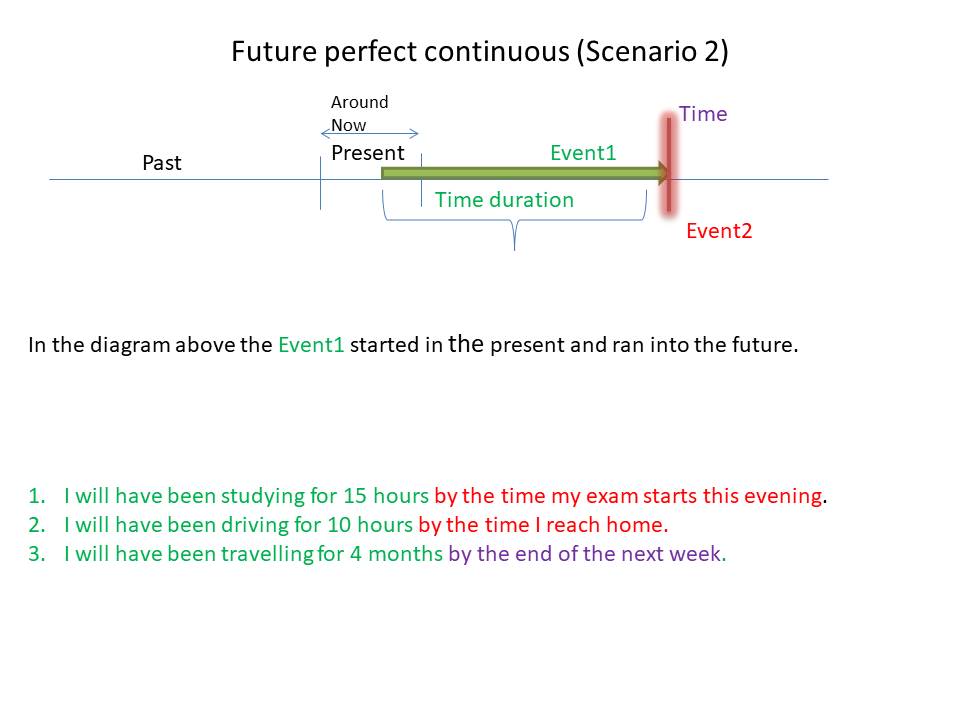 Future perfect continuous (Scenario 2)
Around
Now
Time
Past
Present
Event1
Time duration
Event2
In the diagram above the Event1 started in the present and ran into the future.
1. I will have been studying for 15 hours by the time my exam starts this evening.
2. I will have been driving for 10 hours by the time I reach home.
3. I will have been travelling for 4 months by the end of the next week.